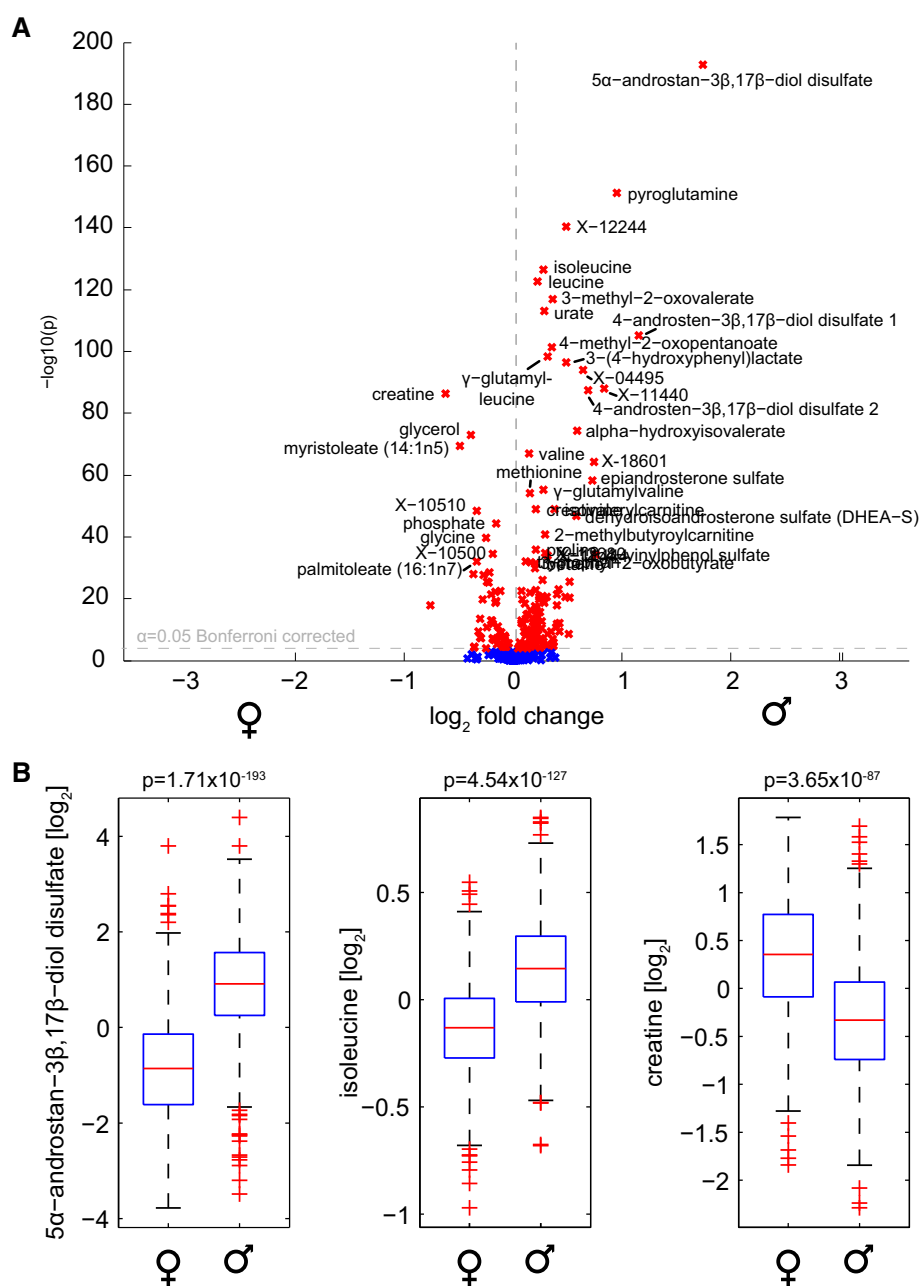 A
200
180
160
140
120
100
80
60
40
20
0
−log10(p)
5α−androstan−3β,17β−diol disulfate
pyroglutamine
X−12244
isoleucine
leucine
3−methyl−2−oxovalerate
urate
4−androsten−3β,17β−diol disulfate 1
4−methyl−2−oxopentanoate
3−(4−hydroxyphenyl)lactate
γ−glutamyl-
leucine
X−04495
X−11440
creatine
4−androsten−3β,17β−diol disulfate 2
glycerol
alpha−hydroxyisovalerate
myristoleate (14:1n5)
valine
X-18601
methionine
epiandrosterone sulfate
γ−glutamylvaline
X−10510
isovalerylcarnitine
dehydroisoandrosterone sulfate (DHEA−S)
phosphate
glycine
2−methylbutyroylcarnitine
X−10500
proline
4−vinylphenol sulfate
palmitoleate (16:1n7)
2−oxobutyrate
α=0.05 Bonferroni corrected
−3 −2 −1 0 1 2 3
♀ log2 fold change ♂
B
p=1.71x10-193 p=4.54x10-127 p=3.65x10-87
5α−androstan−3β,17β−diol disulfate [log2]
4
2
0
−2
−4
♀ ♂
isoleucine [log2]
0.5
0
−0.5
−1
♀ ♂
creatine [log2]
1.5
1
0.5
0
−0.5
−1
−1.5
−2
♀ ♂